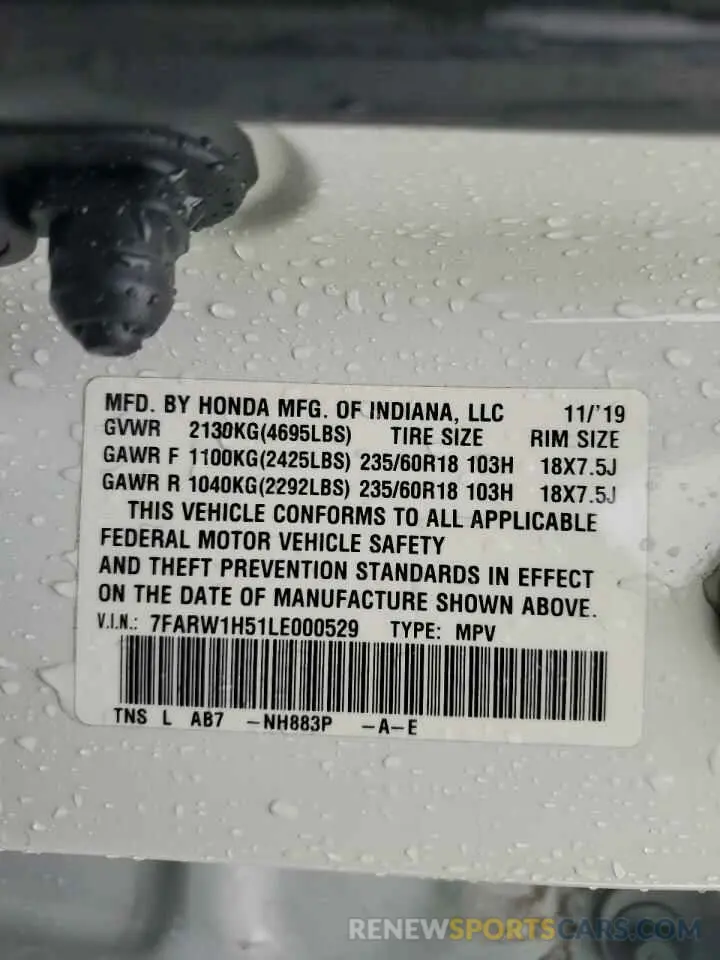 MFD. BY HONDA MFG. OF INDIANA, LLC 11/'19
GVWR 2130KG(4695LBS) TIRE SIZE RIM SIZE
GAWR F 1100KG(2425LBS) 235/60R18 103H 18X7.5J
GAWR R 1040KG(2292LBS) 235/60R18 103H 18X7.5J
THIS VEHICLE CONFORMS TO ALL APPLICABLE
FEDERAL MOTOR VEHICLE SAFETY
AND THEFT PREVENTION STANDARDS IN EFFECT
ON THE DATE OF MANUFACTURE SHOWN ABOVE.
V.I.N.: 7FARW1H51LE000529 TYPE: MPV
TNS L AB7 -NH883P -A-E
RENEWSPORTSCARS.COM